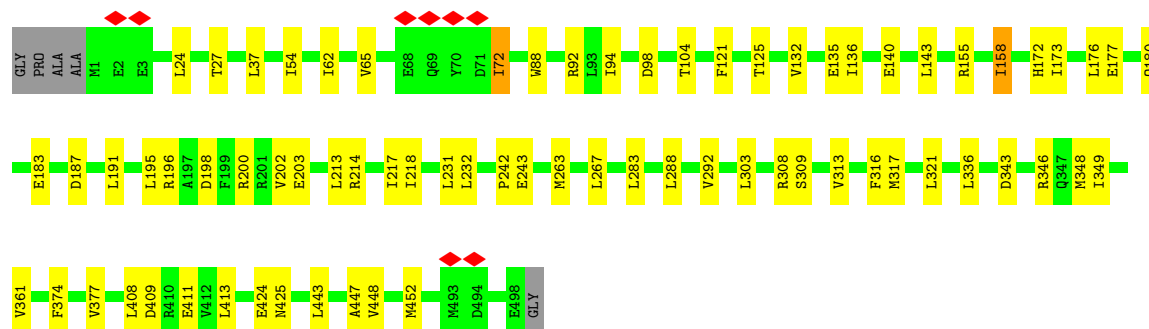 GLY PRO ALA ALA M1 E2 E3 L24 T27 L37 I54 I62 V65 E68 Q69 Y70 D71 I72 W88 R92 L93 I94 D98 T104 F121 T125 V132 E135 I136 E140 L143 R155 I158 H172 I173 L176 E177
E183 D187 L191 L195 R196 A197 D198 F199 R200 R201 V202 E203 L213 R214 I217 I218 L231 L232 P242 E243 M263 L267 L283 L288 V292 L303 R308 S309 V313 F316 M317 L321 L336 D343 R346 Q347 M348 I349
V361 F374 V377 L408 D409 R410 E411 V412 L413 E424 N425 L443 A447 V448 M452 M493 D494 E498 GLY